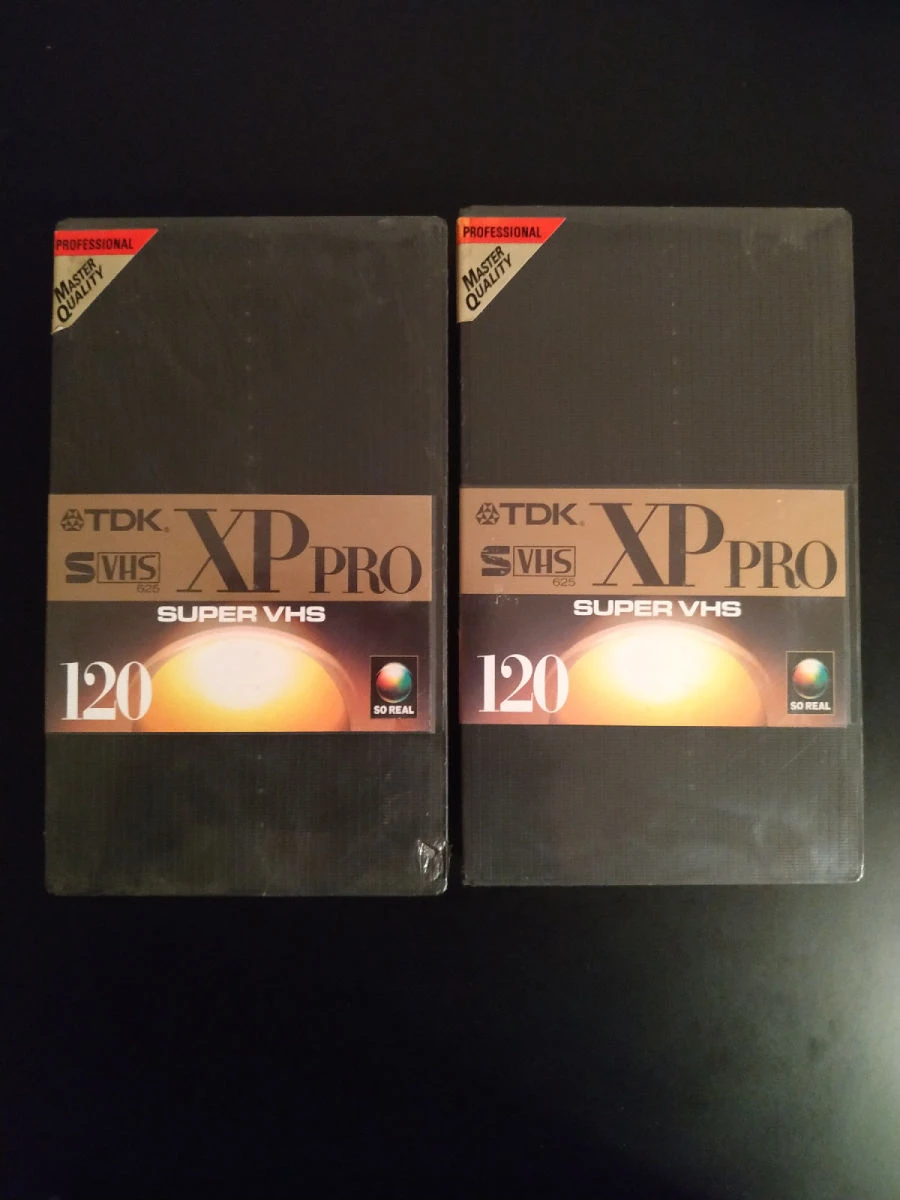 PROFESSIONAL
MASTER
QUALITY
TDK®
XP PRO
S VHS
625
SUPER VHS
120
SO REAL
PROFESSIONAL
MASTER
QUALITY
TDK®
XP PRO
S VHS
625
SUPER VHS
120
SO REAL